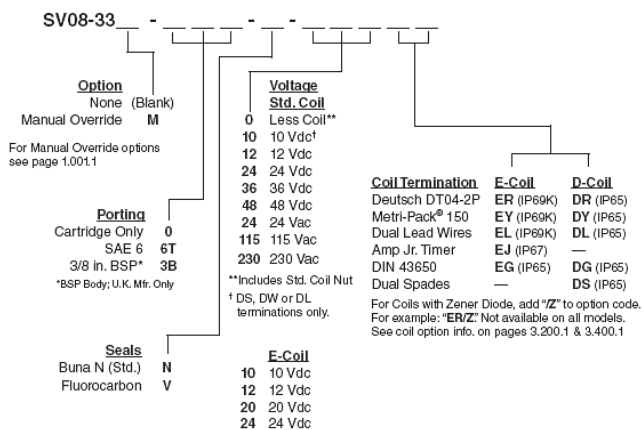 SV08-33__ - ___ - _ - ___ __
Option
None (Blank)
Manual Override M
For Manual Override options
see page 1.001.1
Porting
Cartridge Only 0
SAE 6 6T
3/8 in. BSP* 3B
*BSP Body; U.K. Mfr. Only
Seals
Buna N (Std.) N
Fluorocarbon V
Voltage
Std. Coil
0 Less Coil**
10 10 Vdc†
12 12 Vdc
24 24 Vdc
36 36 Vdc
48 48 Vdc
24 24 Vac
115 115 Vac
230 230 Vac
**Includes Std. Coil Nut
† DS, DW or DL
terminations only.
E-Coil
10 10 Vdc
12 12 Vdc
20 20 Vdc
24 24 Vdc
Coil Termination E-Coil D-Coil
Deutsch DT04-2P ER (IP69K) DR (IP65)
Metri-Pack® 150 EY (IP69K) DY (IP65)
Dual Lead Wires EL (IP69K) DL (IP65)
Amp Jr. Timer EJ (IP67) —
DIN 43650 EG (IP65) DG (IP65)
Dual Spades — DS (IP65)
For Coils with Zener Diode, add “/Z” to option code.
For example: “ER/Z.” Not available on all models.
See coil option info. on pages 3.200.1 & 3.400.1